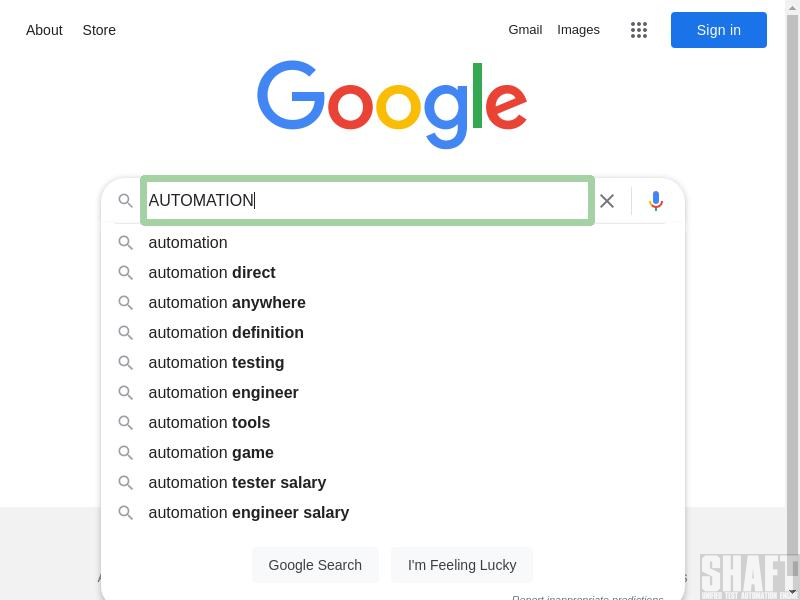 About Store Gmail Images Sign in
Google
AUTOMATION
automation
automation direct
automation anywhere
automation definition
automation testing
automation engineer
automation tools
automation game
automation tester salary
automation engineer salary
Google Search I'm Feeling Lucky
Report inappropriate predictions
SHAFT